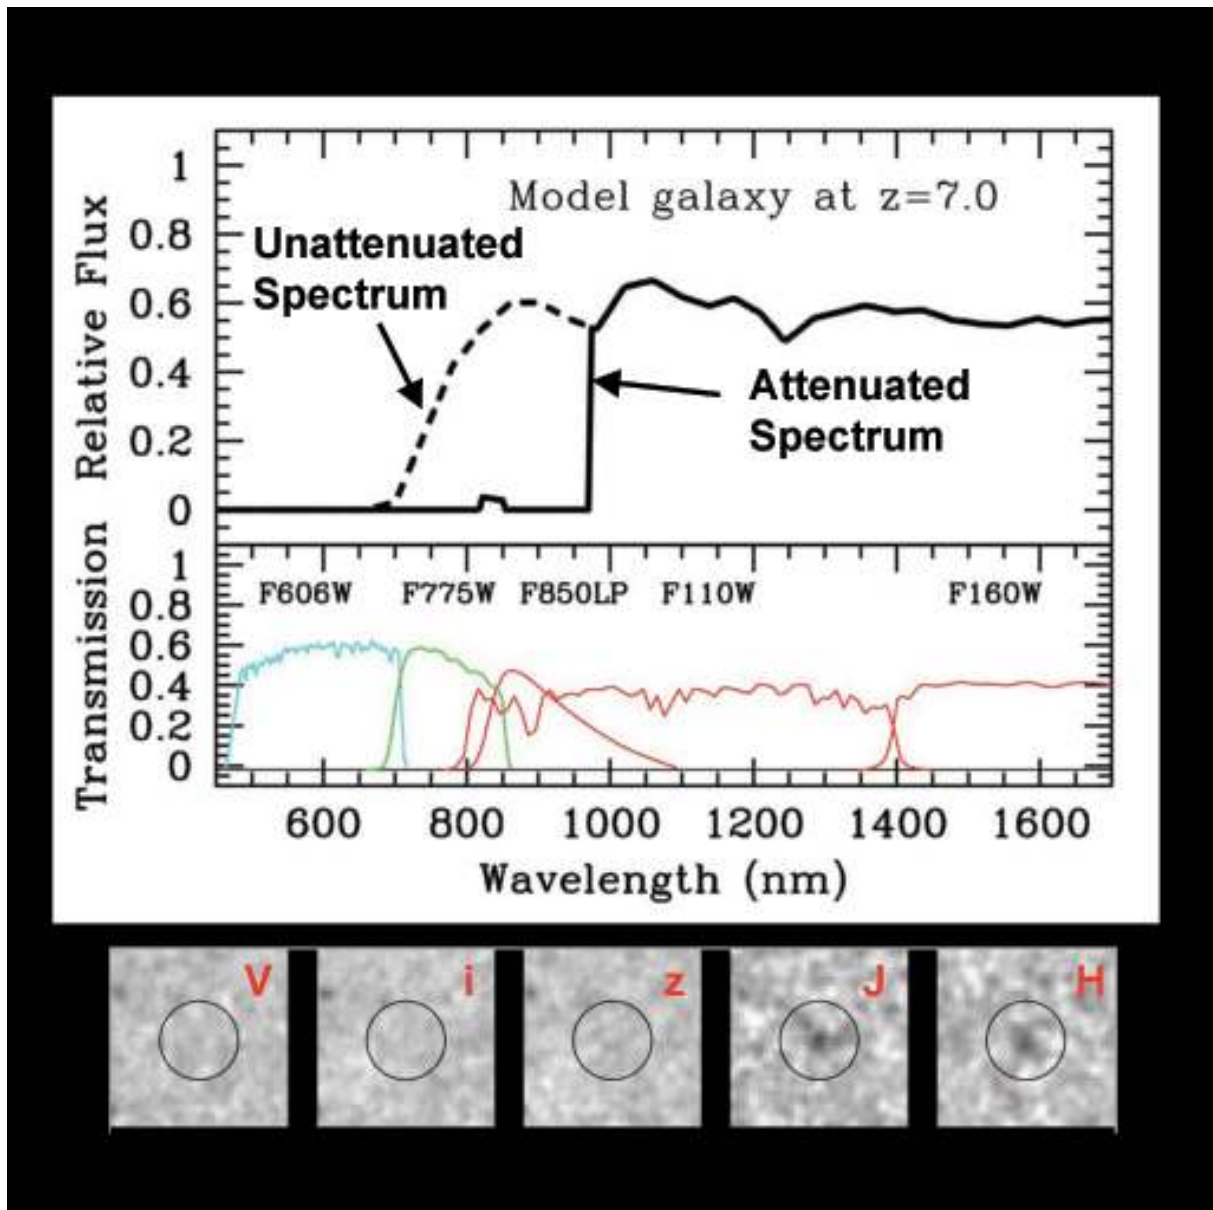 Model galaxy at z=7.0
Unattenuated
Spectrum
Attenuated
Spectrum
Relative Flux
1
0.8
0.6
0.4
0.2
0
F606W F775W F850LP F110W F160W
Transmission
1
0.8
0.6
0.4
0.2
0
600 800 1000 1200 1400 1600
Wavelength (nm)
V i z J H